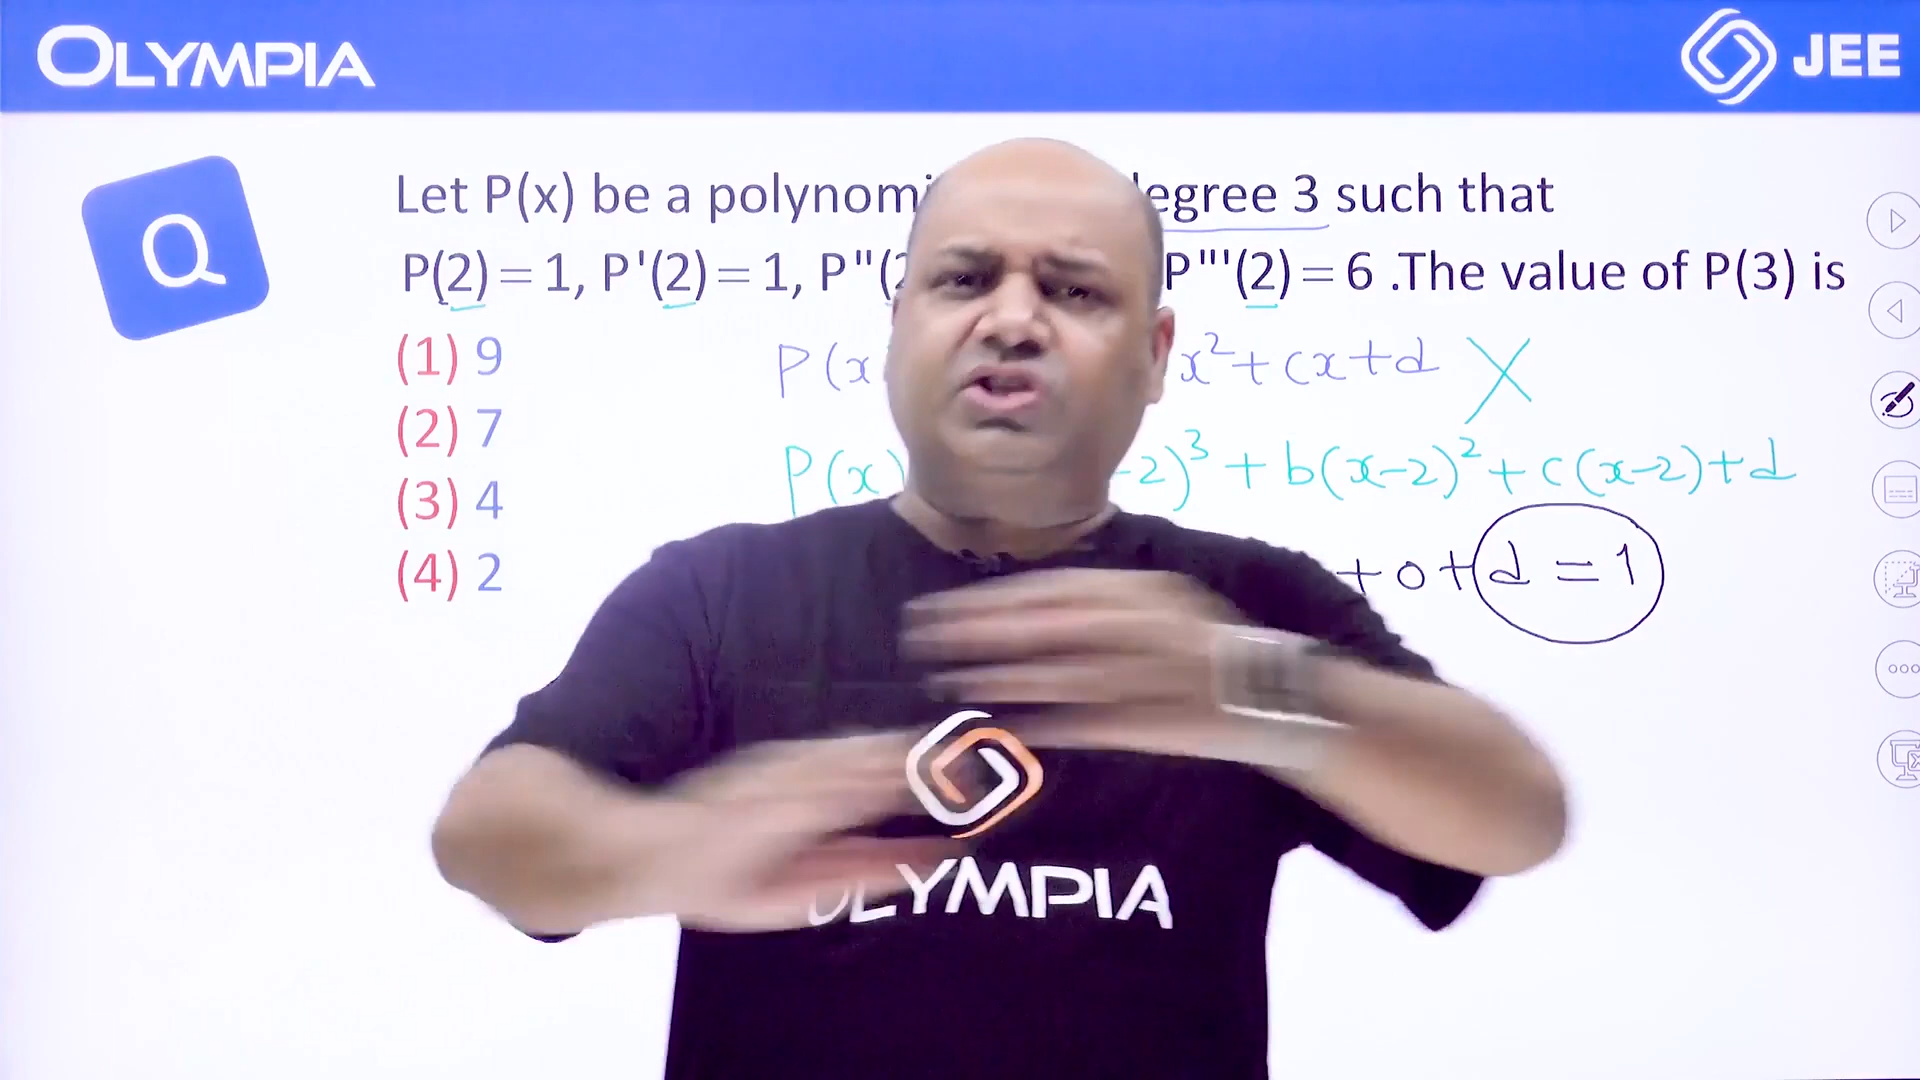 OLYMPIA
JEE
Q
Let P(x) be a polynomi egree 3 such that
P(2) = 1, P'(2) = 1, P"(2 P"'(2) = 6 .The value of P(3) is
(1) 9
(2) 7
(3) 4
(4) 2
P(x x² + cx + d X
P(x) -2)³ + b(x-2)² + c(x-2) + d
+ 0 + d = 1
OLYMPIA